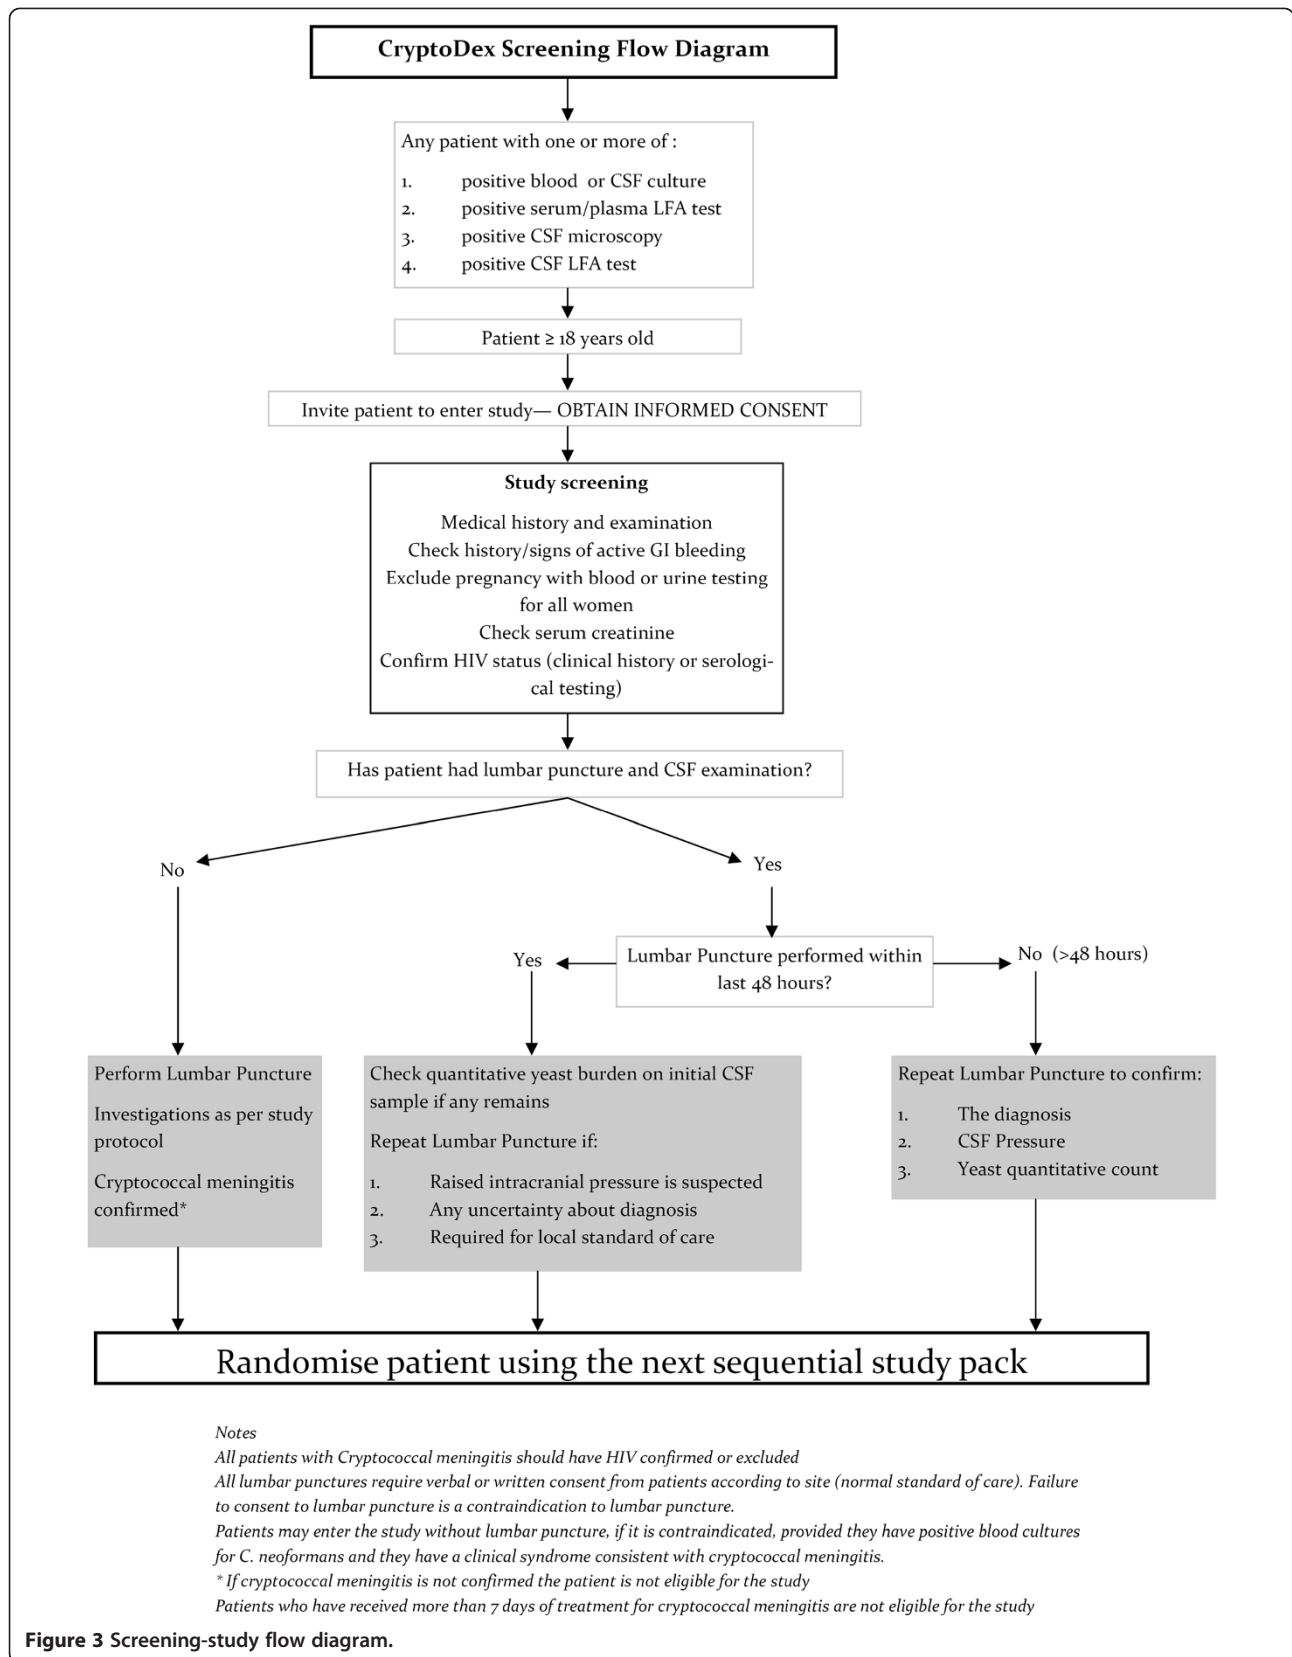 CryptoDex Screening Flow Diagram
Any patient with one or more of :
1. positive blood or CSF culture
2. positive serum/plasma LFA test
3. positive CSF microscopy
4. positive CSF LFA test
Patient ≥ 18 years old
Invite patient to enter study— OBTAIN INFORMED CONSENT
Study screening
Medical history and examination
Check history/signs of active GI bleeding
Exclude pregnancy with blood or urine testing
for all women
Check serum creatinine
Confirm HIV status (clinical history or serologi-
cal testing)
Has patient had lumbar puncture and CSF examination?
No
Yes
Lumbar Puncture performed within
last 48 hours?
Yes
No (>48 hours)
Perform Lumbar Puncture
Investigations as per study
protocol
Cryptococcal meningitis
confirmed*
Check quantitative yeast burden on initial CSF
sample if any remains
Repeat Lumbar Puncture if:
1. Raised intracranial pressure is suspected
2. Any uncertainty about diagnosis
3. Required for local standard of care
Repeat Lumbar Puncture to confirm:
1. The diagnosis
2. CSF Pressure
3. Yeast quantitative count
Randomise patient using the next sequential study pack
Notes
All patients with Cryptococcal meningitis should have HIV confirmed or excluded
All lumbar punctures require verbal or written consent from patients according to site (normal standard of care). Failure
to consent to lumbar puncture is a contraindication to lumbar puncture.
Patients may enter the study without lumbar puncture, if it is contraindicated, provided they have positive blood cultures
for C. neoformans and they have a clinical syndrome consistent with cryptococcal meningitis.
* If cryptococcal meningitis is not confirmed the patient is not eligible for the study
Patients who have received more than 7 days of treatment for cryptococcal meningitis are not eligible for the study
Figure 3 Screening-study flow diagram.